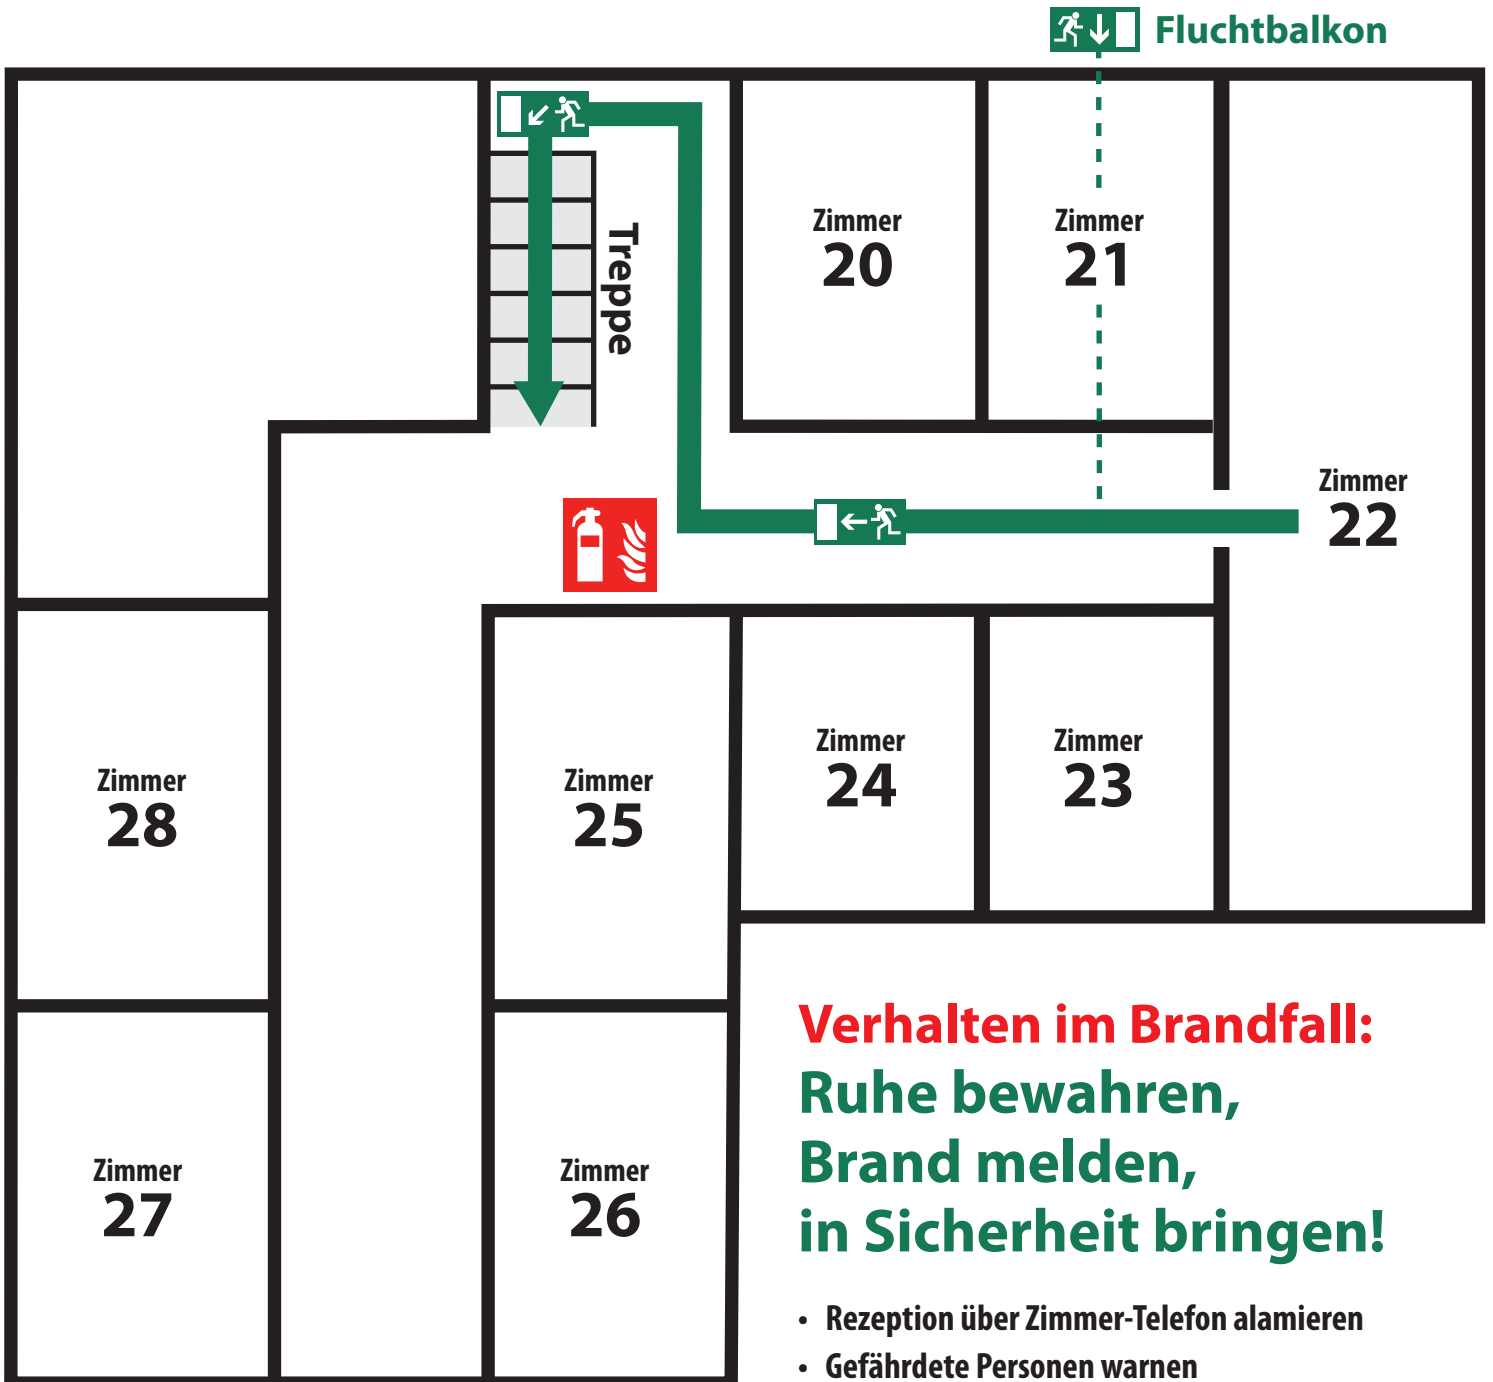 Fluchtbalkon
Treppe
Zimmer
20
Zimmer
21
Zimmer
22
Zimmer
28
Zimmer
25
Zimmer
24
Zimmer
23
Zimmer
27
Zimmer
26
Verhalten im Brandfall:
Ruhe bewahren,
Brand melden,
in Sicherheit bringen!
• Rezeption über Zimmer-Telefon alamieren
• Gefährdete Personen warnen